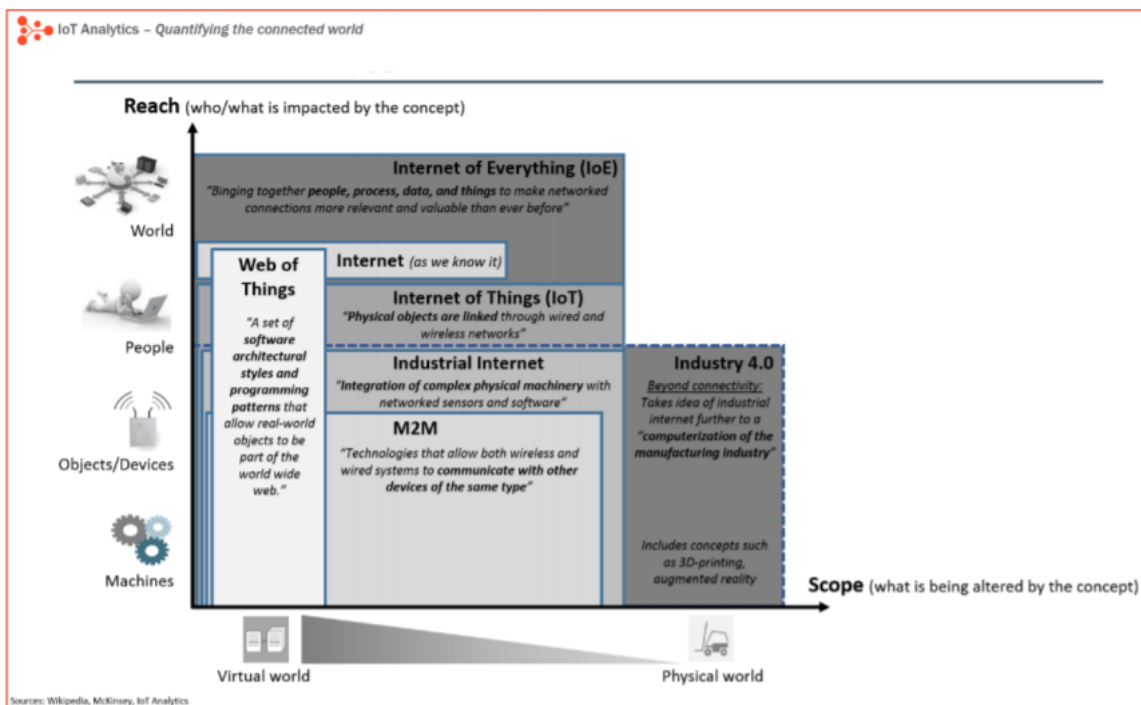 IoT Analytics – Quantifying the connected world
Reach (who/what is impacted by the concept)
World
People
Objects/Devices
Machines
Internet of Everything (IoE)
"Binging together people, process, data, and things to make networked
connections more relevant and valuable than ever before"
Internet (as we know it)
Web of
Things
"A set of
software
architectural
styles and
programming
patterns that
allow real-world
objects to be
part of the
world wide
web."
Internet of Things (IoT)
"Physical objects are linked through wired and
wireless networks"
Industrial Internet
"Integration of complex physical machinery with
networked sensors and software"
M2M
"Technologies that allow both wireless and
wired systems to communicate with other
devices of the same type"
Industry 4.0
Beyond connectivity:
Takes idea of industrial
internet further to a
"computerization of the
manufacturing industry"
Includes concepts such
as 3D-printing,
augmented reality
Scope (what is being altered by the concept)
Virtual world
Physical world
Sources: Wikipedia, McKinsey, IoT Analytics